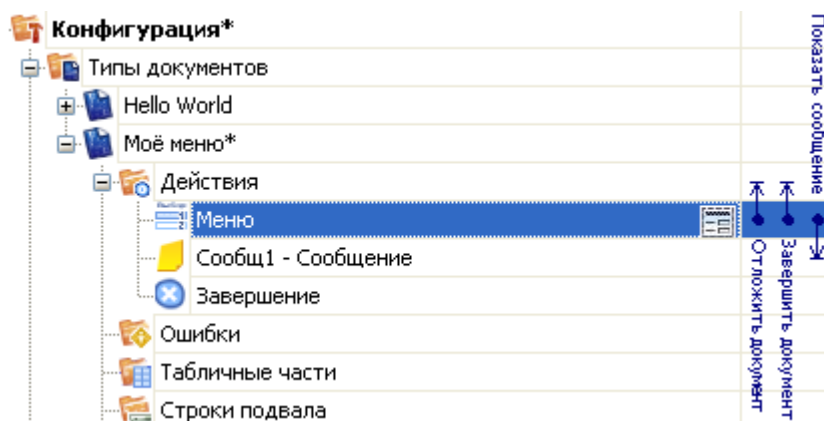 Конфигурация*
Типы документов
Hello World
Моё меню*
Действия
Меню
Сообщ1 - Сообщение
Завершение
Ошибки
Табличные части
Строки подвала
Отложить документ
Завершить документ
Показать сообщение